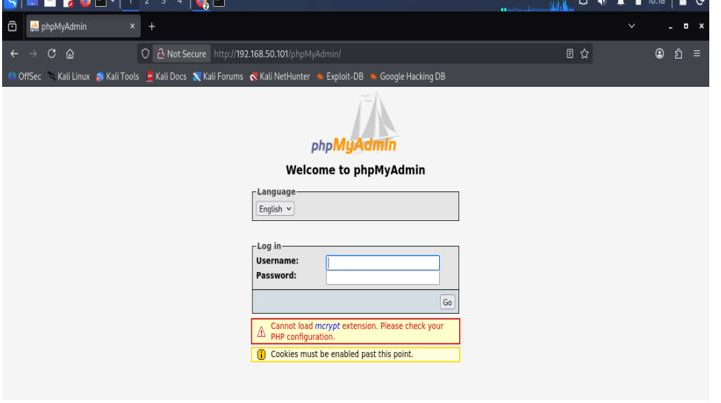 1 2 3 4
10:18
phpMyAdmin
Not Secure http://192.168.50.101/phpMyAdmin/
OffSec Kali Linux Kali Tools Kali Docs Kali Forums Kali NetHunter Exploit-DB Google Hacking DB
phpMyAdmin
Welcome to phpMyAdmin
Language
English
Log in
Username:
Password:
Go
Cannot load mcrypt extension. Please check your
PHP configuration.
Cookies must be enabled past this point.